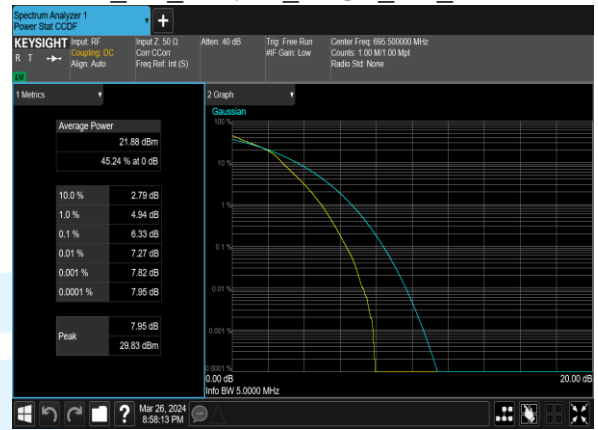 Spectrum Analyzer 1
Power Stat CCDF
+
KEYSIGHT
R T
LV
Input: RF
Coupling: DC
Align: Auto
Input Z: 50 Ω
Corr CCorr
Freq Ref: Int (S)
Atten: 40 dB
Trig: Free Run
#IF Gain: Low
Center Freq: 695.500000 MHz
Counts: 1.00 M/1.00 Mpt
Radio Std: None
1 Metrics
Average Power
21.88 dBm
45.24 % at 0 dB
10.0 % 2.79 dB
1.0 % 4.94 dB
0.1 % 6.33 dB
0.01 % 7.27 dB
0.001 % 7.82 dB
0.0001 % 7.95 dB
Peak
7.95 dB
29.83 dBm
2 Graph
Gaussian
100 %
10 %
1 %
0.1 %
0.01 %
0.001 %
0.0001 %
0.00 dB
20.00 dB
Info BW 5.0000 MHz
?
Mar 26, 2024
8:58:13 PM